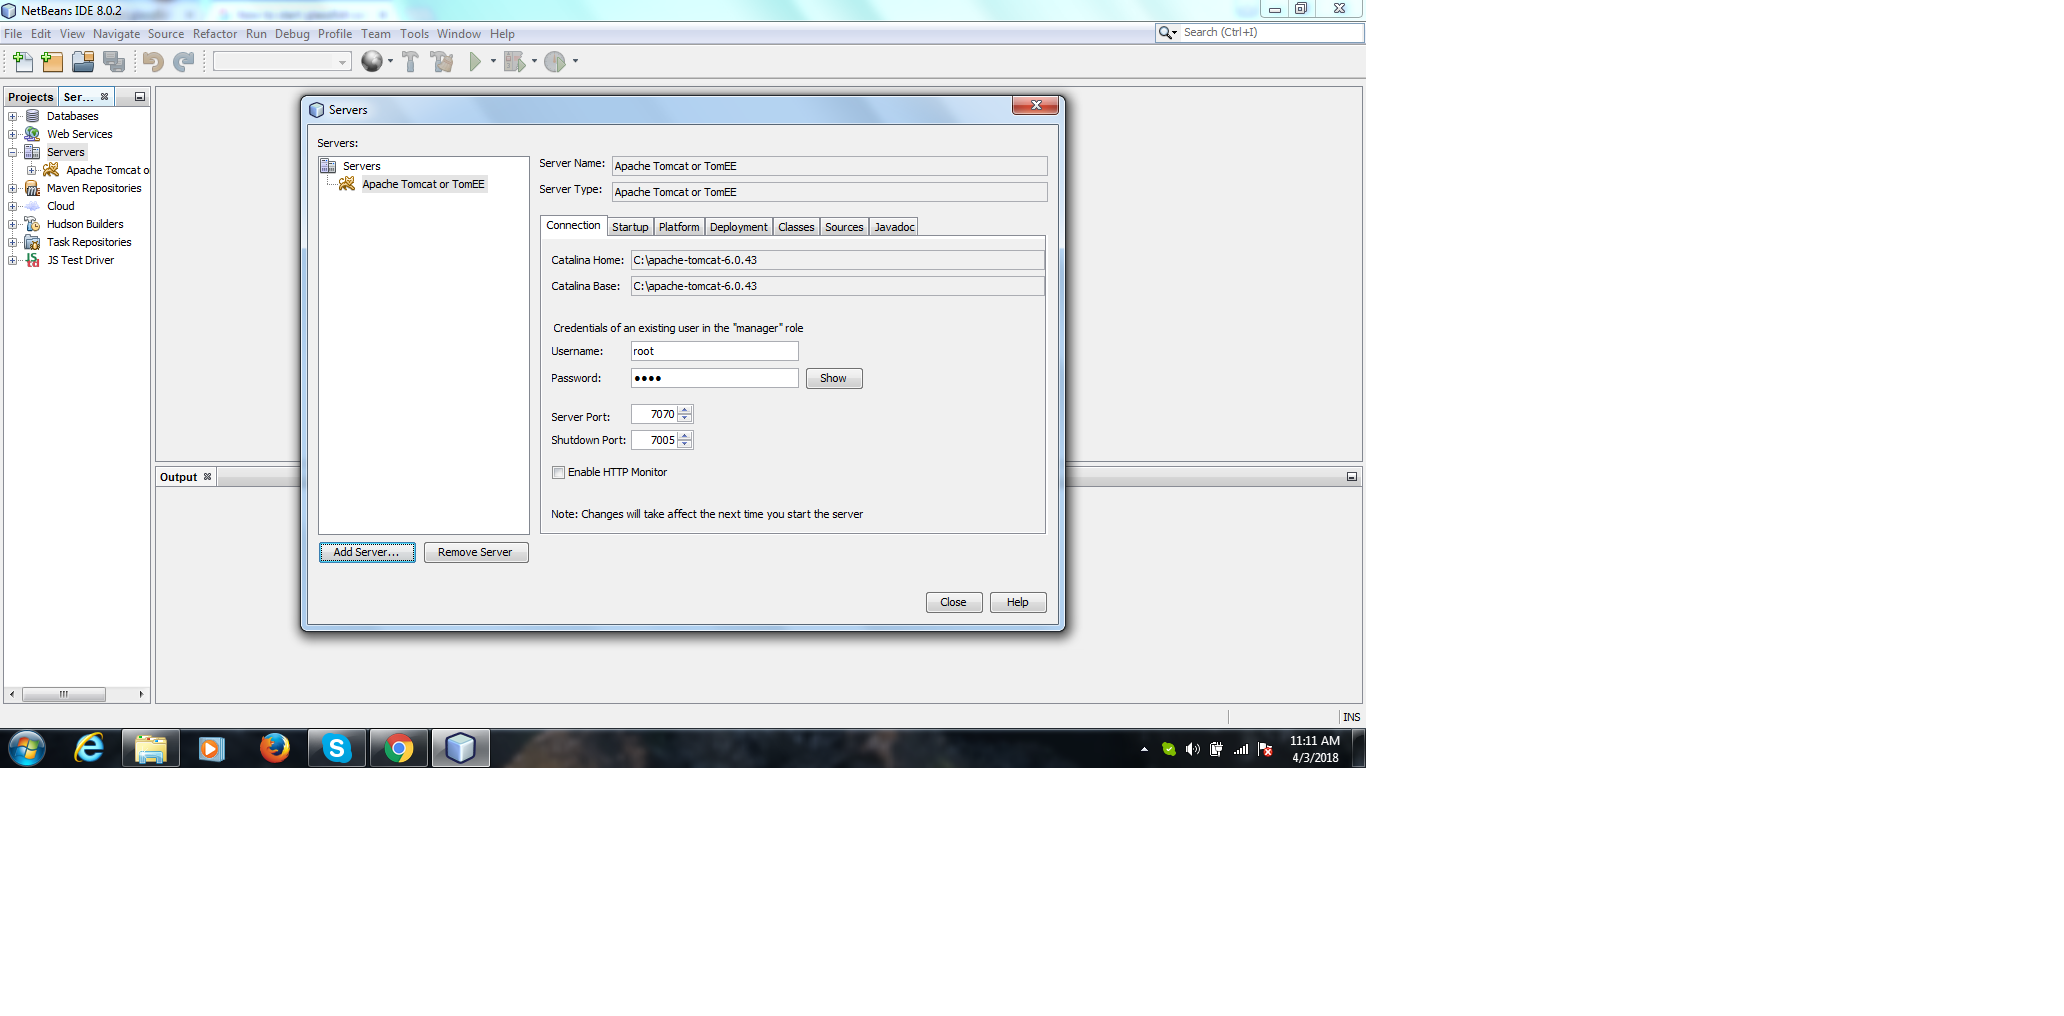 NetBeans IDE 8.0.2
File Edit View Navigate Source Refactor Run Debug Profile Team Tools Window Help
Search (Ctrl+I)
Projects Ser...
Databases
Web Services
Servers
Apache Tomcat o
Maven Repositories
Cloud
Hudson Builders
Task Repositories
JS Test Driver
Servers
Servers:
Servers
Apache Tomcat or TomEE
Server Name: Apache Tomcat or TomEE
Server Type: Apache Tomcat or TomEE
Connection Startup Platform Deployment Classes Sources Javadoc
Catalina Home: C:\apache-tomcat-6.0.43
Catalina Base: C:\apache-tomcat-6.0.43
Credentials of an existing user in the "manager" role
Username: root
Password: ●●●● Show
Server Port: 7070
Shutdown Port: 7005
Enable HTTP Monitor
Note: Changes will take affect the next time you start the server
Add Server... Remove Server
Close Help
Output
INS
11:11 AM
4/3/2018